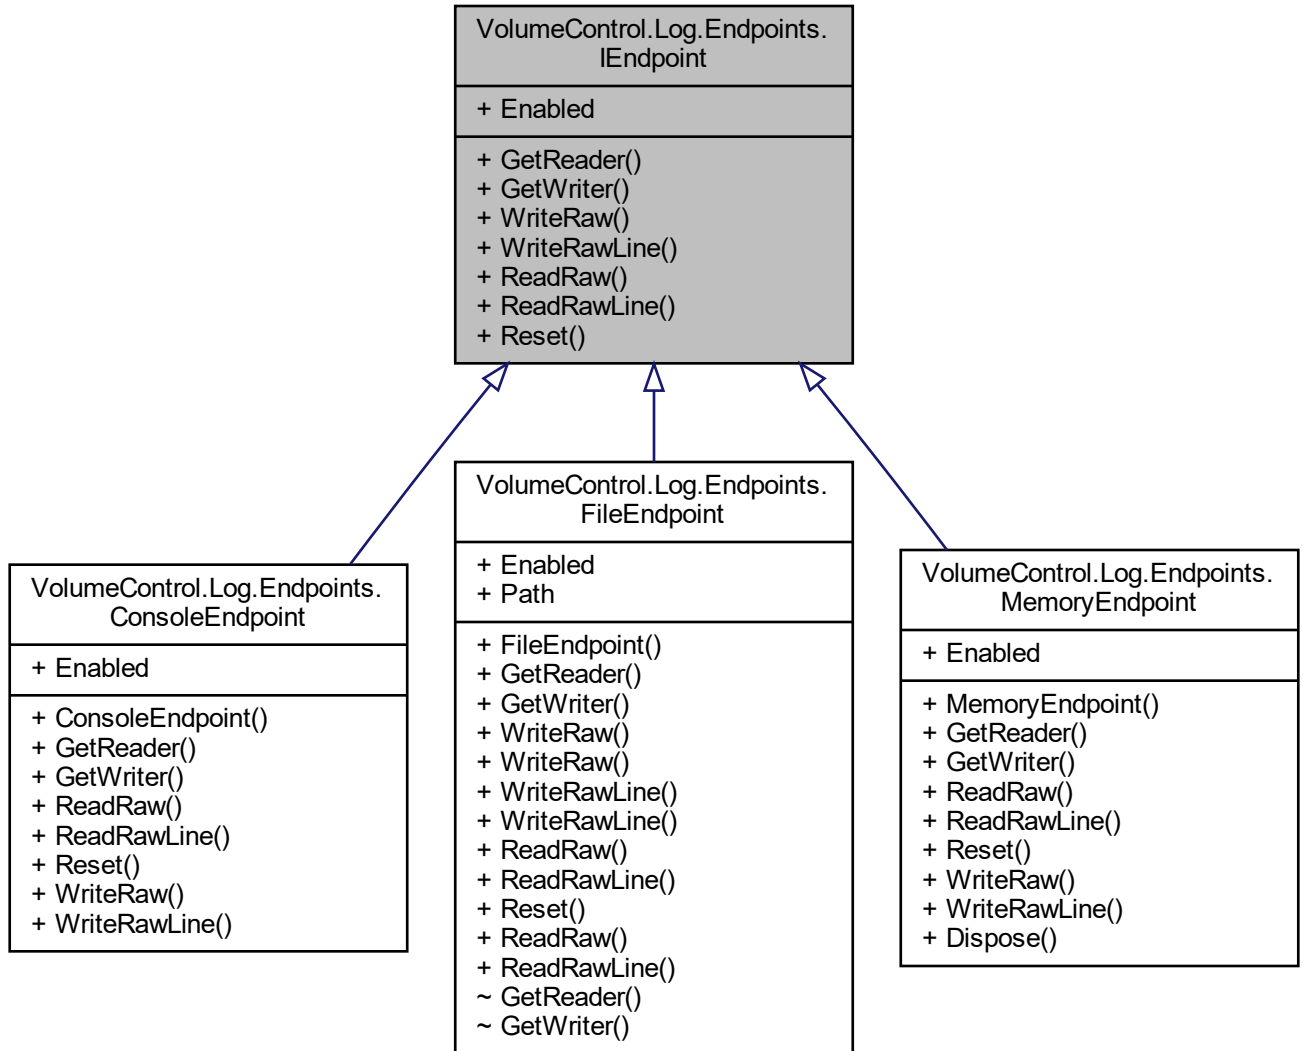 VolumeControl.Log.Endpoints.
IEndpoint
+ Enabled
+ GetReader()
+ GetWriter()
+ WriteRaw()
+ WriteRawLine()
+ ReadRaw()
+ ReadRawLine()
+ Reset()
VolumeControl.Log.Endpoints.
ConsoleEndpoint
+ Enabled
+ ConsoleEndpoint()
+ GetReader()
+ GetWriter()
+ ReadRaw()
+ ReadRawLine()
+ Reset()
+ WriteRaw()
+ WriteRawLine()
VolumeControl.Log.Endpoints.
FileEndpoint
+ Enabled
+ Path
+ FileEndpoint()
+ GetReader()
+ GetWriter()
+ WriteRaw()
+ WriteRaw()
+ WriteRawLine()
+ WriteRawLine()
+ ReadRaw()
+ ReadRawLine()
+ Reset()
+ ReadRaw()
+ ReadRawLine()
~ GetReader()
~ GetWriter()
VolumeControl.Log.Endpoints.
MemoryEndpoint
+ Enabled
+ MemoryEndpoint()
+ GetReader()
+ GetWriter()
+ ReadRaw()
+ ReadRawLine()
+ Reset()
+ WriteRaw()
+ WriteRawLine()
+ Dispose()